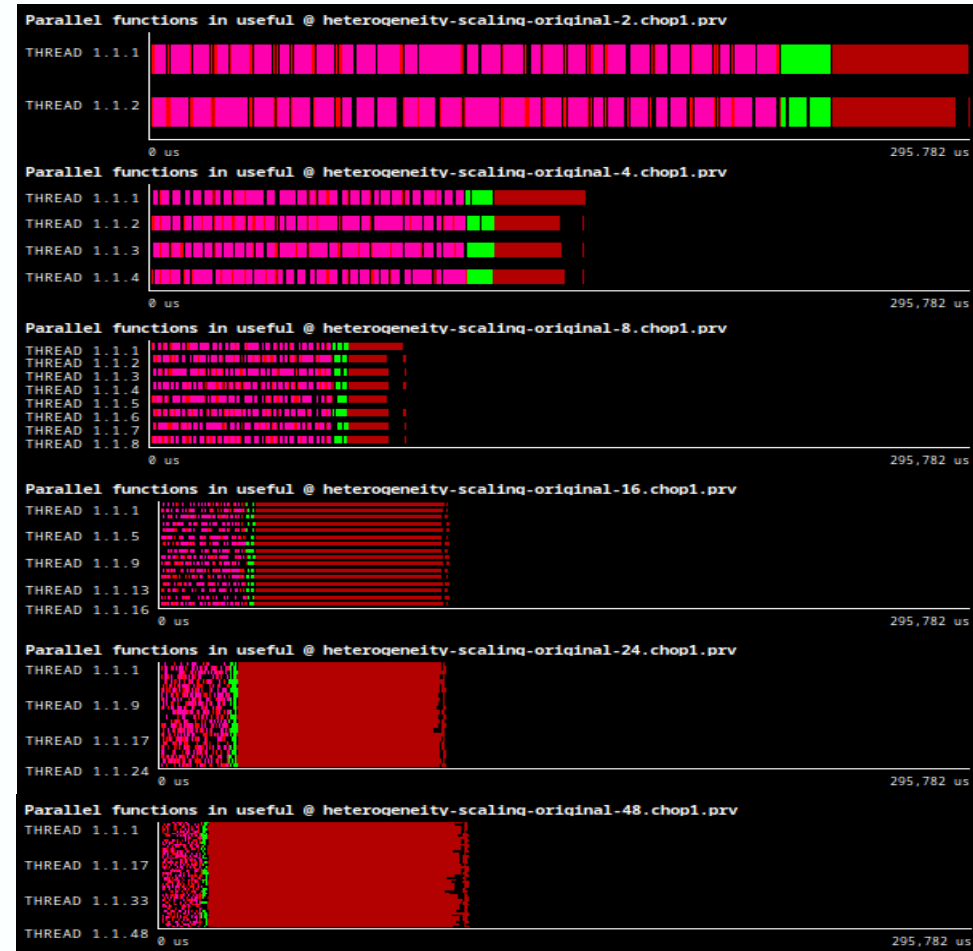 Parallel functions in useful @ heterogeneity-scaling-original-2.chop1.prv
THREAD 1.1.1
THREAD 1.1.2
0 us 295.782 us
Parallel functions in useful @ heterogeneity-scaling-original-4.chop1.prv
THREAD 1.1.1
THREAD 1.1.2
THREAD 1.1.3
THREAD 1.1.4
0 us 295,782 us
Parallel functions in useful @ heterogeneity-scaling-original-8.chop1.prv
THREAD 1.1.1
THREAD 1.1.2
THREAD 1.1.3
THREAD 1.1.4
THREAD 1.1.5
THREAD 1.1.6
THREAD 1.1.7
THREAD 1.1.8
0 us 295,782 us
Parallel functions in useful @ heterogeneity-scaling-original-16.chop1.prv
THREAD 1.1.1
THREAD 1.1.5
THREAD 1.1.9
THREAD 1.1.13
THREAD 1.1.16
0 us 295,782 us
Parallel functions in useful @ heterogeneity-scaling-original-24.chop1.prv
THREAD 1.1.1
THREAD 1.1.9
THREAD 1.1.17
THREAD 1.1.24
0 us 295,782 us
Parallel functions in useful @ heterogeneity-scaling-original-48.chop1.prv
THREAD 1.1.1
THREAD 1.1.17
THREAD 1.1.33
THREAD 1.1.48
0 us 295,782 us